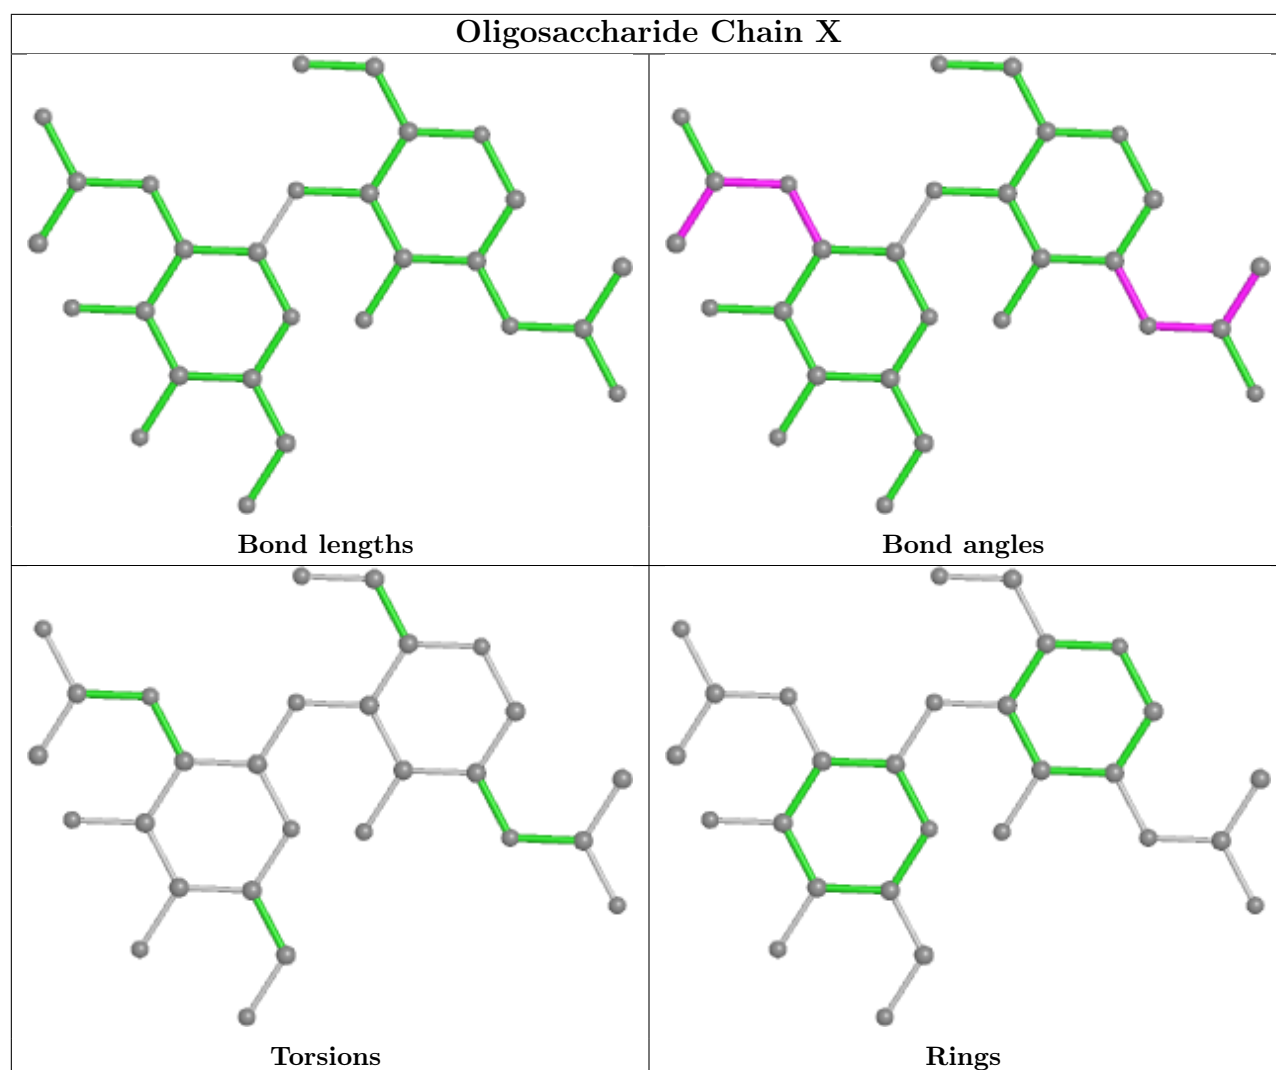 Oligosaccharide Chain X
Bond lengths
Bond angles
Torsions
Rings